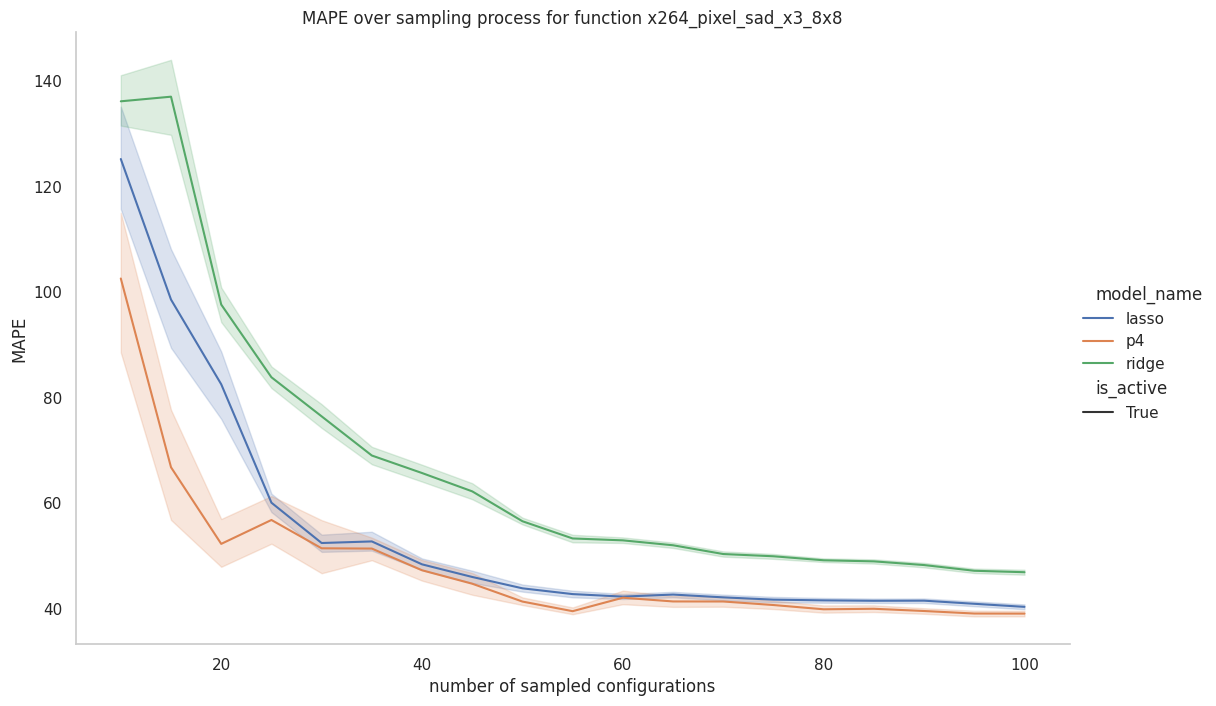 MAPE over sampling process for function x264_pixel_sad_x3_8x8
140
120
100
80
60
40
MAPE
20
40
60
80
100
number of sampled configurations
model_name
lasso
p4
ridge
is_active
True